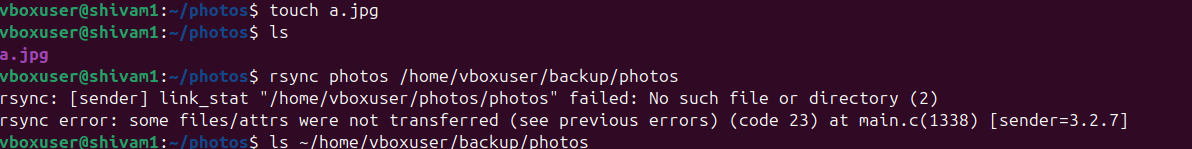 vboxuser@shivam1:~/photos$ touch a.jpg
vboxuser@shivam1:~/photos$ ls
a.jpg
vboxuser@shivam1:~/photos$ rsync photos /home/vboxuser/backup/photos
rsync: [sender] link_stat "/home/vboxuser/photos/photos" failed: No such file or directory (2)
rsync error: some files/attrs were not transferred (see previous errors) (code 23) at main.c(1338) [sender=3.2.7]
vboxuser@shivam1:~/photos$ ls ~/home/vboxuser/backup/photos